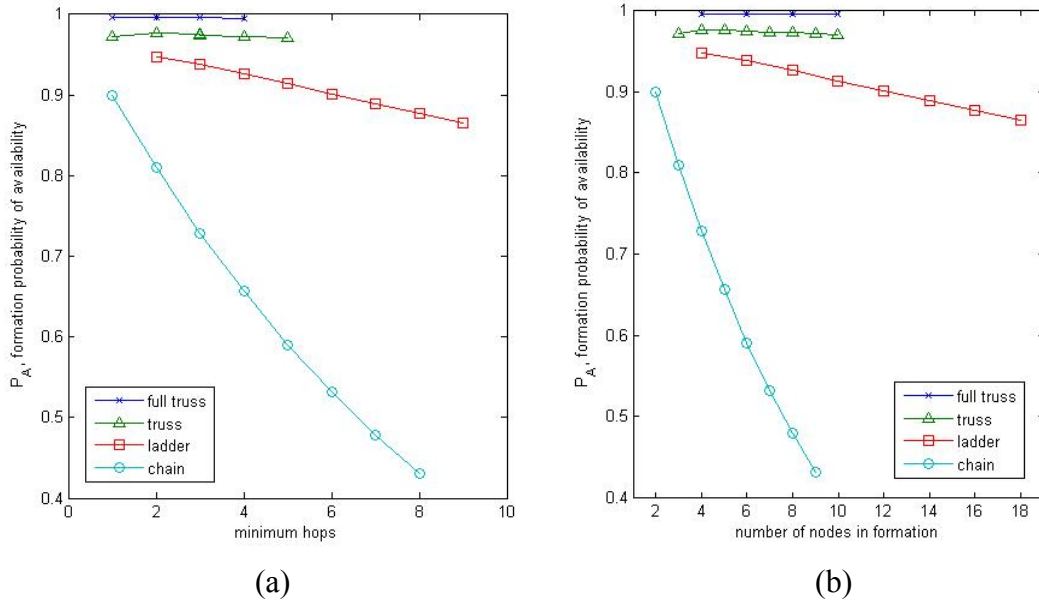 1
0.9
0.8
0.7
0.6
0.5
0.4
P_A, formation probability of availability
0 2 4 6 8 10
minimum hops
full truss
truss
ladder
chain
(a)
1
0.9
0.8
0.7
0.6
0.5
0.4
P_A, formation probability of availability
2 4 6 8 10 12 14 16 18
number of nodes in formation
full truss
truss
ladder
chain
(b)